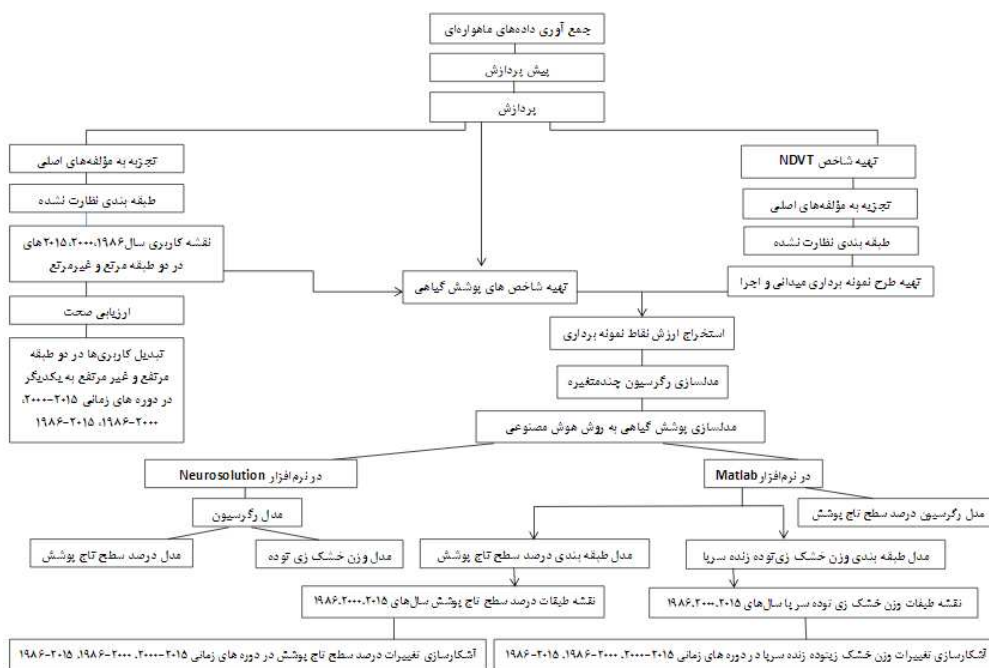 جمع آوری داده‌های ماهواره‌ای
پیش پردازش
پردازش
تهیه شاخص NDVT
تجزیه به مؤلفه‌های اصلی
تجزیه به مؤلفه‌های اصلی
طبقه بندی نظارت نشده
طبقه بندی نظارت نشده
نقشه کاربری سال ۱۹۸۶،۲۰۰۰،۲۰۱۵های
در دو طبقه مرتع و غیرمرتع
تهیه طرح نمونه برداری میدانی و اجرا
تهیه شاخص های پوشش گیاهی
ارزیابی صحت
استخراج ارزش نقاط نمونه برداری
تبدیل کاربری‌ها در دو طبقه
مرتفع و غیر مرتفع به یکدیگر
در دوره های زمانی ۲۰۱۵-۲۰۰۰،
۲۰۰۰-۱۹۸۶، ۲۰۱۵-۱۹۸۶
مدلسازی رگرسیون چندمتغیره
مدلسازی پوشش گیاهی به روش هوش مصنوعی
در نرم‌افزار Matlab
در نرم‌افزار Neurosolution
مدل رگرسیون درصد سطح تاج پوشش
مدل رگرسیون
مدل طبقه بندی وزن خشک زی‌توده زنده سرپا
مدل طبقه بندی درصد سطح تاج پوشش
مدل وزن خشک زی توده
مدل درصد سطح تاج پوشش
نقشه طیفات وزن خشک زی توده سر پا سال‌های ۱۹۸۶،۲۰۰۰،۲۰۱۵
نقشه طیقات درصد سطح تاج پوشش سال‌های ۱۹۸۶،۲۰۰۰،۲۰۱۵
آشکارسازی تغییرات وزن خشک زیتوده زنده سرپا در دوره های زمانی ۲۰۱۵-۲۰۰۰، ۲۰۰۰-۱۹۸۶، ۲۰۱۵-۱۹۸۶
آشکارسازی تغییرات درصد سطح تاج پوشش در دوره های زمانی ۲۰۱۵-۲۰۰۰، ۲۰۰۰-۱۹۸۶، ۲۰۱۵-۱۹۸۶